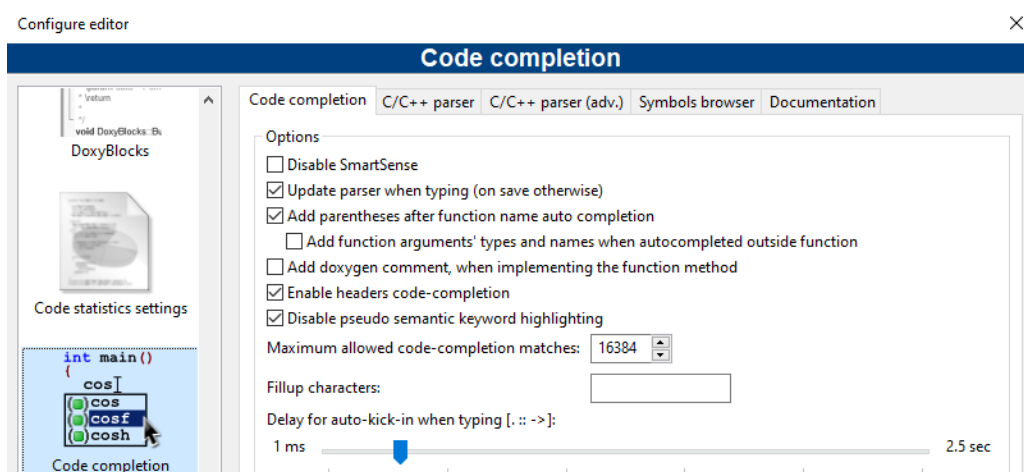 Configure editor
Code completion
* \return
*/
void DoxyBlocks::Bu
DoxyBlocks
Code statistics settings
int main()
{
cos
cos
cosf
cosh
Code completion
Code completion C/C++ parser C/C++ parser (adv.) Symbols browser Documentation
Options
Disable SmartSense
Update parser when typing (on save otherwise)
Add parentheses after function name auto completion
Add function arguments' types and names when autocompleted outside function
Add doxygen comment, when implementing the function method
Enable headers code-completion
Disable pseudo semantic keyword highlighting
Maximum allowed code-completion matches: 16384
Fillup characters:
Delay for auto-kick-in when typing [. :: ->]:
1 ms 2.5 sec